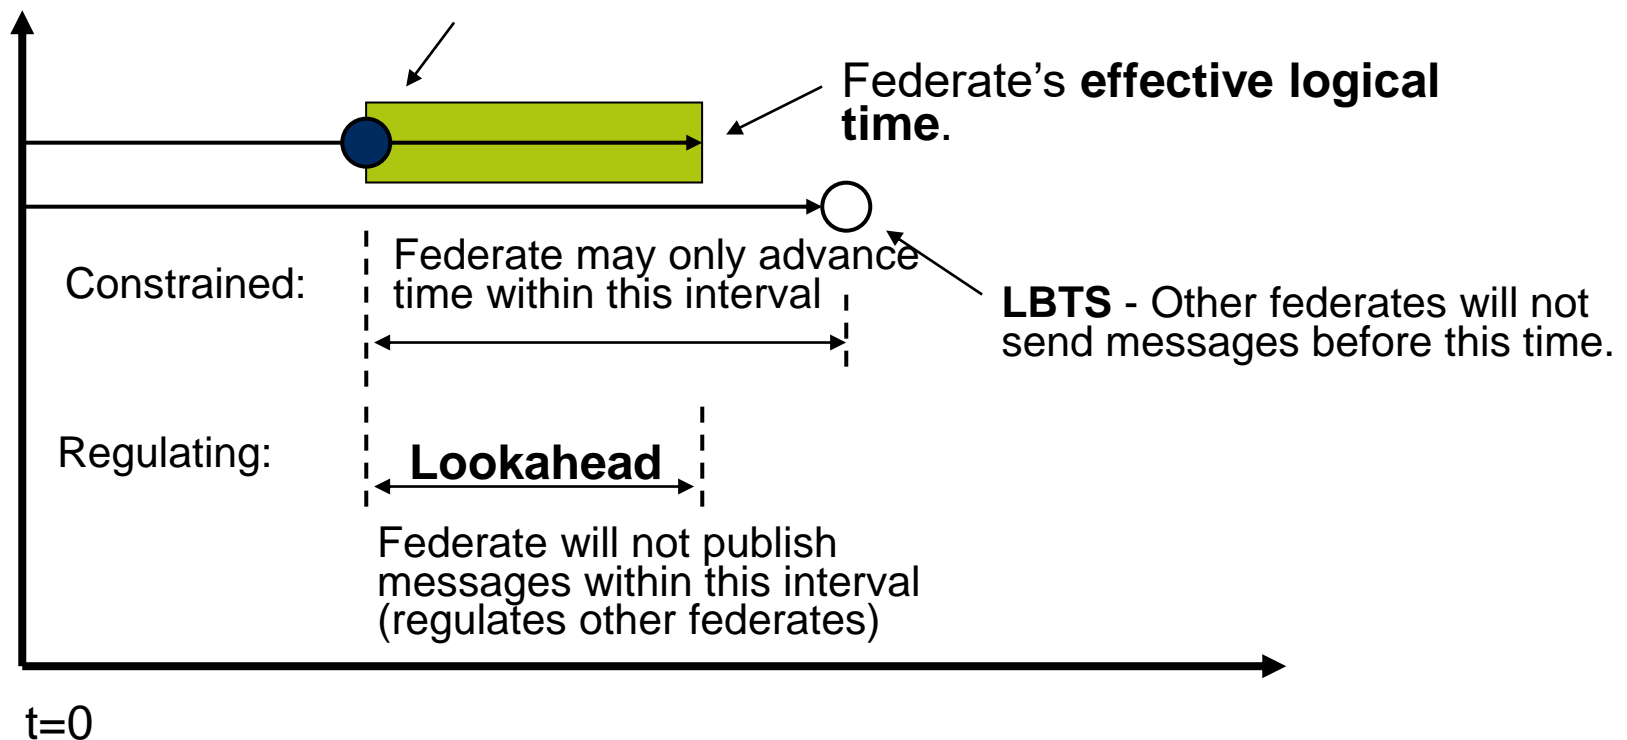 Federate’s effective logical
time.
Federate may only advance
time within this interval
Constrained:
LBTS - Other federates will not
send messages before this time.
Regulating:
Lookahead
Federate will not publish
messages within this interval
(regulates other federates)
t=0